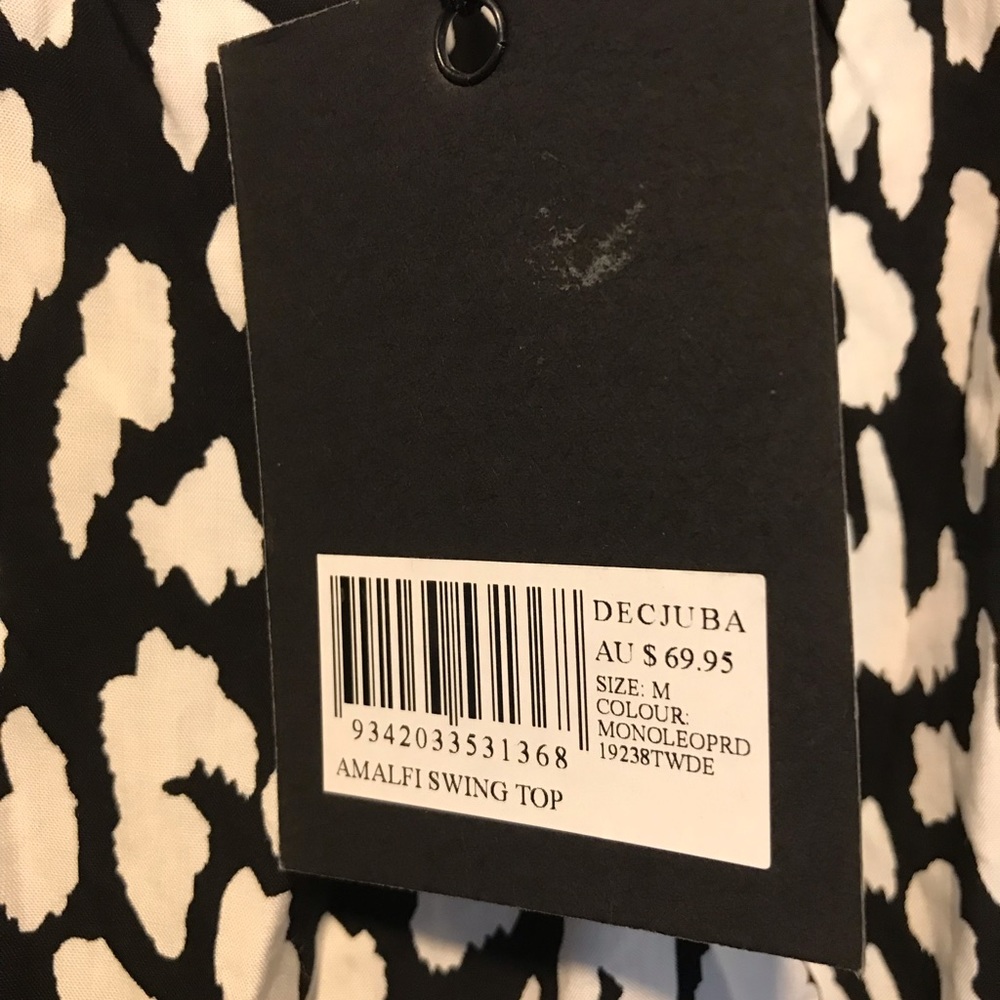 DECJUBA
AU $ 69.95
SIZE: M
COLOUR:
MONOLEOPRD
19238TWDE
9342033531368
AMALFI SWING TOP